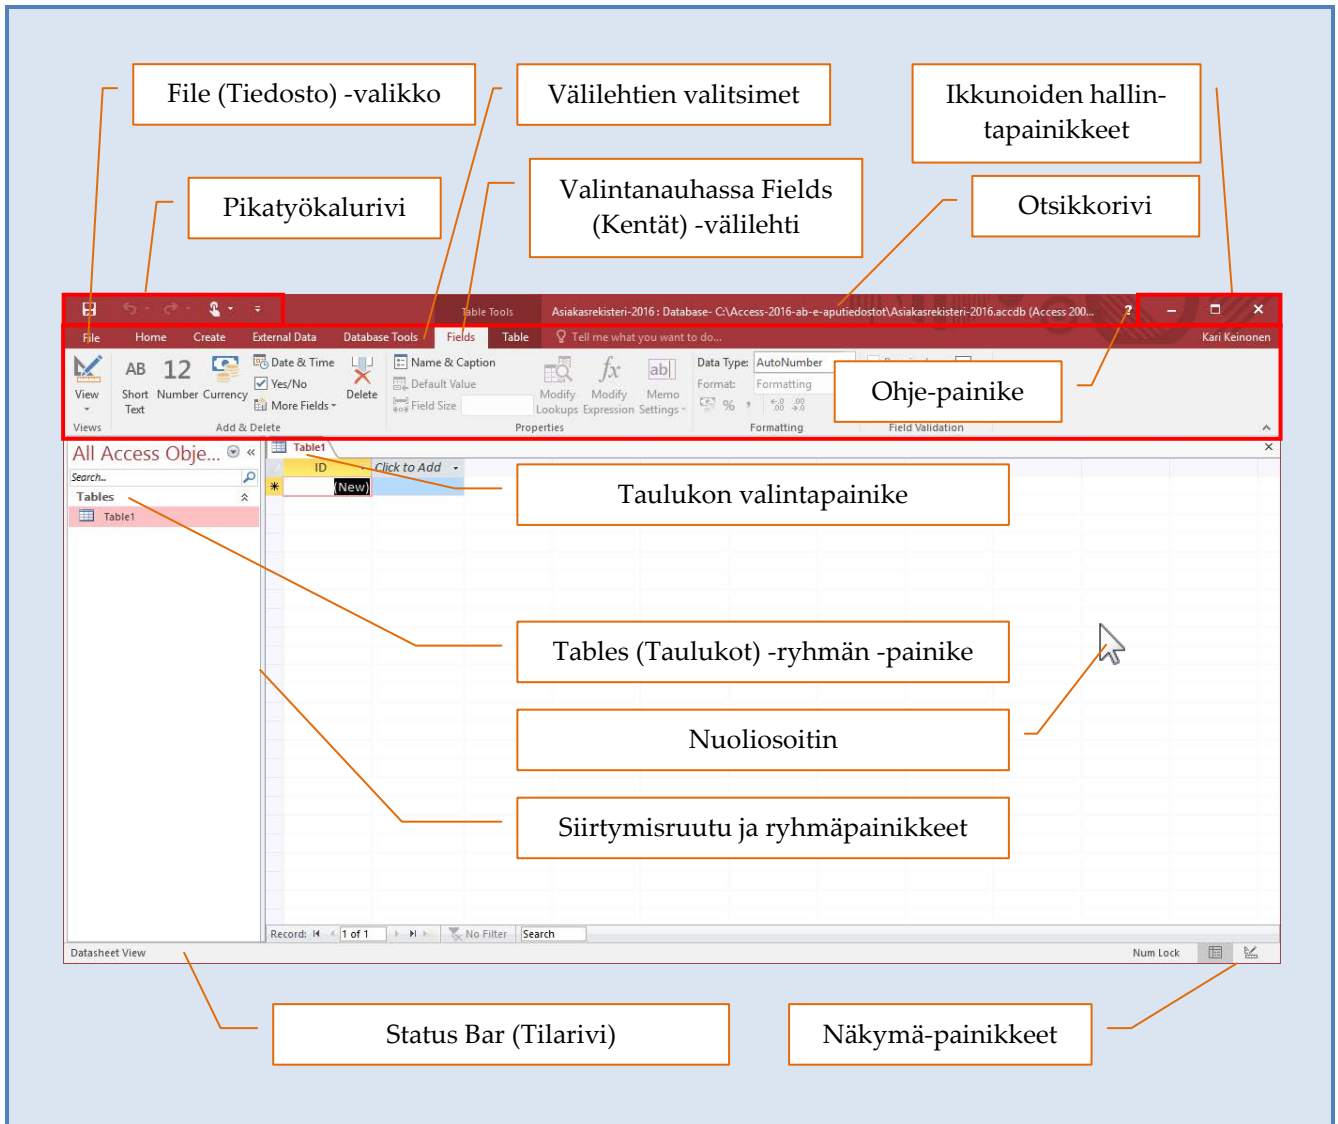 File (Tiedosto) -valikko
Välilehtien valitsimet
Ikkunoiden hallin-
tapainikkeet
Pikatyökalurivi
Valintanauhassa Fields
(Kentät) -välilehti
Otsikkorivi
Table Tools
Asiakasrekisteri-2016 : Database- C:\Access-2016-ab-e-aputiedostot\Asiakasrekisteri-2016.accdb (Access 200...
?
File Home Create External Data Database Tools Fields Table Tell me what you want to do...
Kari Keinonen
View
Views
AB
Short
Text
12
Number
Currency
Date & Time
Yes/No
More Fields
Delete
Add & Delete
Name & Caption
Default Value
Field Size
Modify
Lookups
fx
Modify
Expression
ab
Memo
Settings
Properties
Data Type: AutoNumber
Format: Formatting
% , .00
Formatting
Field Validation
Ohje-painike
All Access Obje... «
Search...
Tables
Table1
Table1
ID Click to Add
* (New)
Taulukon valintapainike
Tables (Taulukot) -ryhmän -painike
Nuoliosoitin
Siirtymisruutu ja ryhmäpainikkeet
Record: 1 of 1 No Filter Search
Datasheet View
Num Lock
Status Bar (Tilarivi)
Näkymä-painikkeet